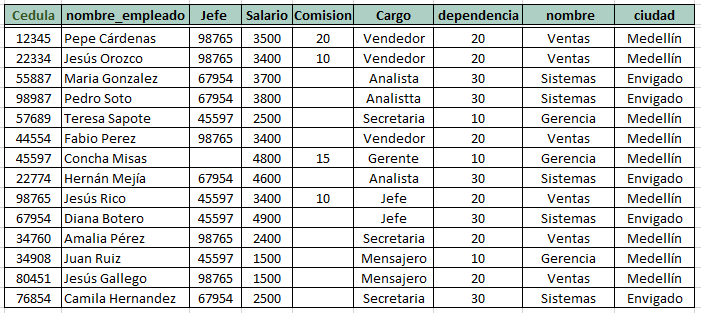 Cedula nombre_empleado Jefe Salario Comision Cargo dependencia nombre ciudad
12345 Pepe Cárdenas 98765 3500 20 Vendedor 20 Ventas Medellín
22334 Jesús Orozco 98765 3400 10 Vendedor 20 Ventas Medellín
55887 Maria Gonzalez 67954 3700 Analista 30 Sistemas Envigado
98987 Pedro Soto 67954 3800 Analistta 30 Sistemas Envigado
57689 Teresa Sapote 45597 2500 Secretaria 10 Gerencia Medellín
44554 Fabio Perez 98765 3400 Vendedor 20 Ventas Medellín
45597 Concha Misas 4800 15 Gerente 10 Gerencia Medellín
22774 Hernán Mejía 67954 4600 Analista 30 Sistemas Envigado
98765 Jesús Rico 45597 3400 10 Jefe 20 Ventas Medellín
67954 Diana Botero 45597 4900 Jefe 30 Sistemas Envigado
34760 Amalia Pérez 98765 2400 Secretaria 20 Ventas Medellín
34908 Juan Ruiz 45597 1500 Mensajero 10 Gerencia Medellín
80451 Jesús Gallego 98765 1500 Mensajero 20 Ventas Medellín
76854 Camila Hernandez 67954 2500 Secretaria 30 Sistemas Envigado